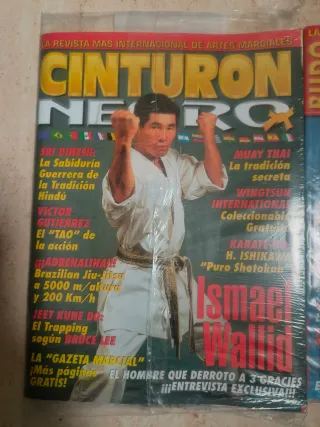 LA REVISTA MAS INTERNACIONAL DE ARTES MARCIALES
CINTURON
NEGRO
SRI DINESH:
La Sabiduría
Guerrera de
la Tradición
Hindú
VICTOR
GUTIERREZ
El "TAO" de
la acción
¡¡¡ADRENALINA!!!
Brazilian Jiu-Jitsu
a 5000 m/altura
y 200 Km/h
JEET KUNE DO:
El Trapping
según BRUCE LEE
LA "GAZETA MARCIAL"
¡Más páginas
GRATIS!
MUAY THAI
La tradición
secreta
WINGTSUN
INTERNATIONAL
Coleccionable
Gratuito
KARATE-DO:
H. ISHIKAWA
"Puro Shotokan"
Ismael
Wallid
EL HOMBRE QUE DERROTO A 3 GRACIES
¡¡¡ENTREVISTA EXCLUSIVA!!!
LA
BUDO